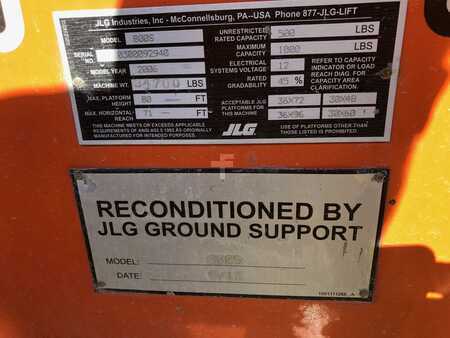 JLG Industries, Inc - McConnellsburg, PA--USA Phone 877-JLG-LIFT
MODEL 800S
SERIAL NO. 0300092940
MODEL YEAR 2006
MACHINE WT. LBS
MAX. PLATFORM HEIGHT 80 FT
MAX. HORIZONTAL REACH 71 FT
MACHINE MEETS OR EXCEEDS APPLICABLE
REQUIREMENTS OF ANSI A92.5 1992 AS ORIGINALLY
MANUFACTURED FOR INTENDED PURPOSES.
UNRESTRICTED RATED CAPACITY 500 LBS
MAXIMUM CAPACITY 1000 LBS
ELECTRICAL SYSTEMS VOLTAGE 12
RATED GRADABILITY 45 %
REFER TO CAPACITY
INDICATOR OR LOAD
REACH DIAG. FOR
CAPACITY IN
REACH ZONES.
ACCEPTABLE JLG PLATFORMS FOR THIS MACHINE
36X72 30X48
36X96 30X60
USE OF PLATFORMS OTHER THAN
THOSE LISTED IS PROHIBITED.
JLG
RECONDITIONED BY
JLG GROUND SUPPORT
MODEL: 800S
DATE: